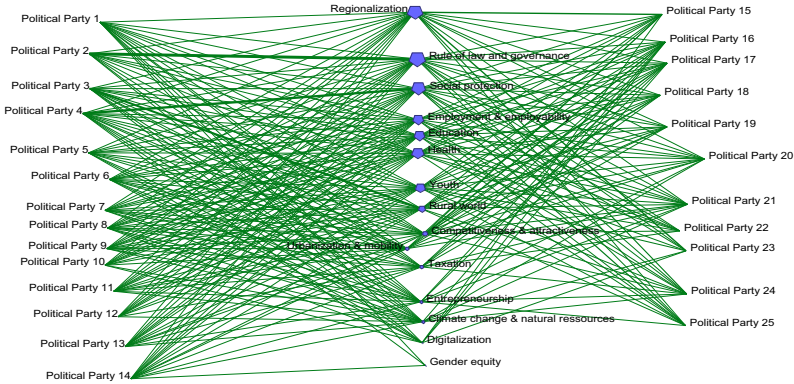 Political Party 1
Political Party 2
Political Party 3
Political Party 4
Political Party 5
Political Party 6
Political Party 7
Political Party 8
Political Party 9
Political Party 10
Political Party 11
Political Party 12
Political Party 13
Political Party 14
Regionalization
Rule of law and governance
Social protection
Employment & employability
Education
Health
Youth
Rural world
Competitiveness & attractiveness
Urbanization & mobility
Taxation
Entrepreneurship
Climate change & natural ressources
Digitalization
Gender equity
Political Party 15
Political Party 16
Political Party 17
Political Party 18
Political Party 19
Political Party 20
Political Party 21
Political Party 22
Political Party 23
Political Party 24
Political Party 25